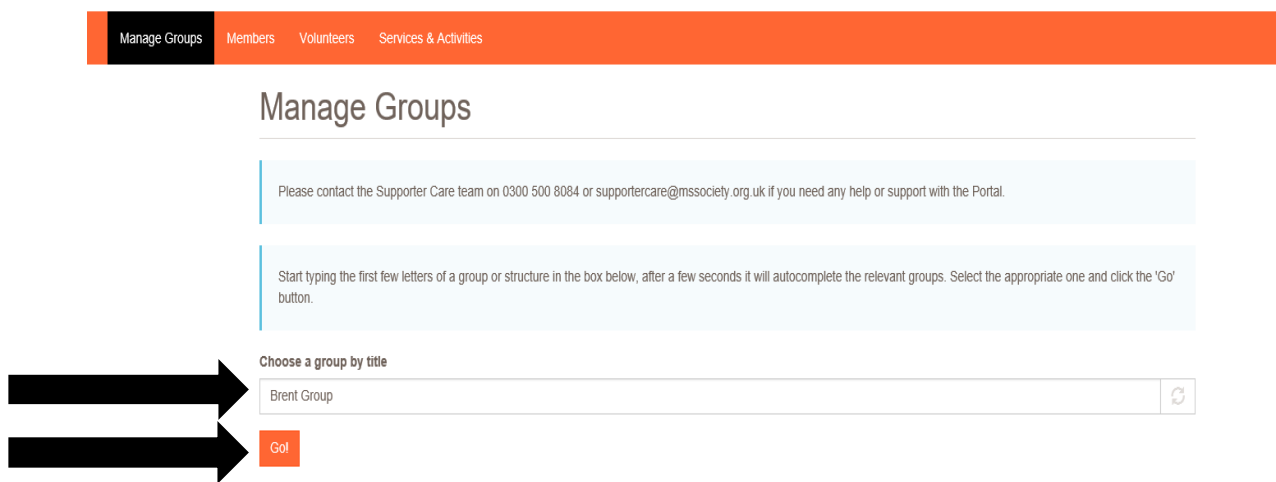 Manage Groups Members Volunteers Services & Activities
Manage Groups
Please contact the Supporter Care team on 0300 500 8084 or supportercare@mssociety.org.uk if you need any help or support with the Portal.
Start typing the first few letters of a group or structure in the box below, after a few seconds it will autocomplete the relevant groups. Select the appropriate one and click the 'Go'
button.
Choose a group by title
Brent Group
Go!